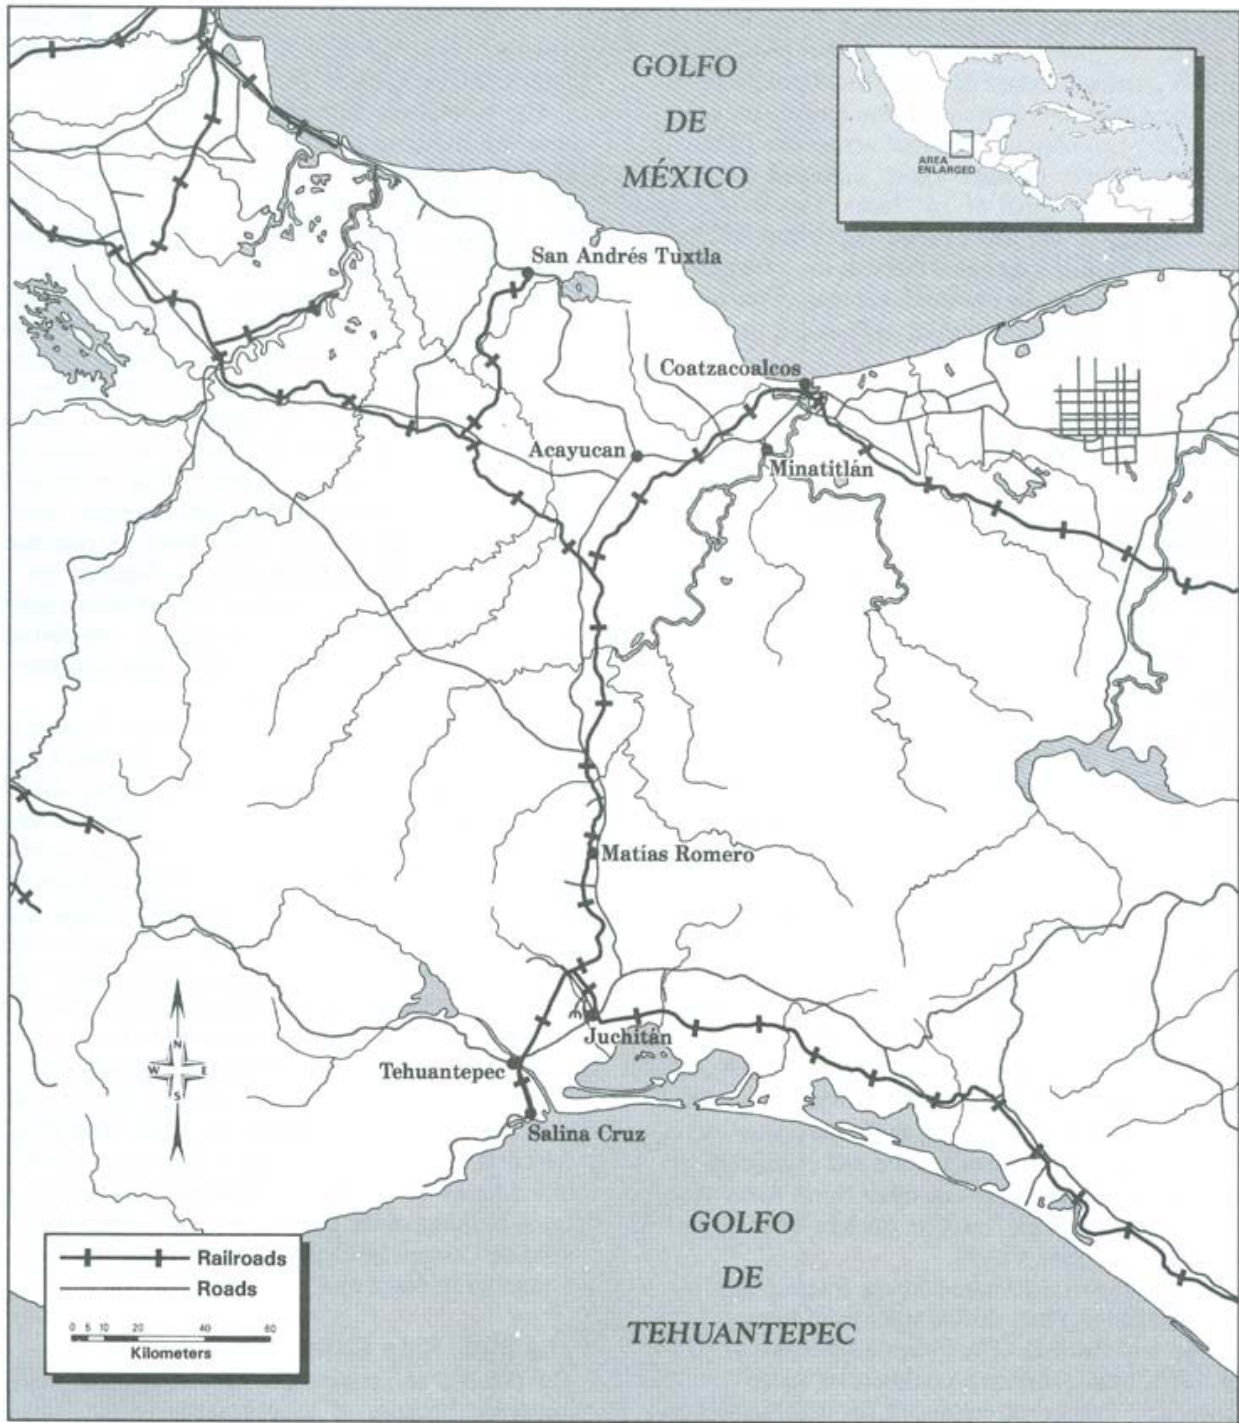 GOLFO
DE
MÉXICO
AREA
ENLARGED
San Andrés Tuxtla
Coatzacoalcos
Acayucan
Minatitlán
Matías Romero
Juchitán
Tehuantepec
Salina Cruz
N
W E
S
GOLFO
DE
TEHUANTEPEC
Railroads
Roads
0 5 10 20 40 60
Kilometers